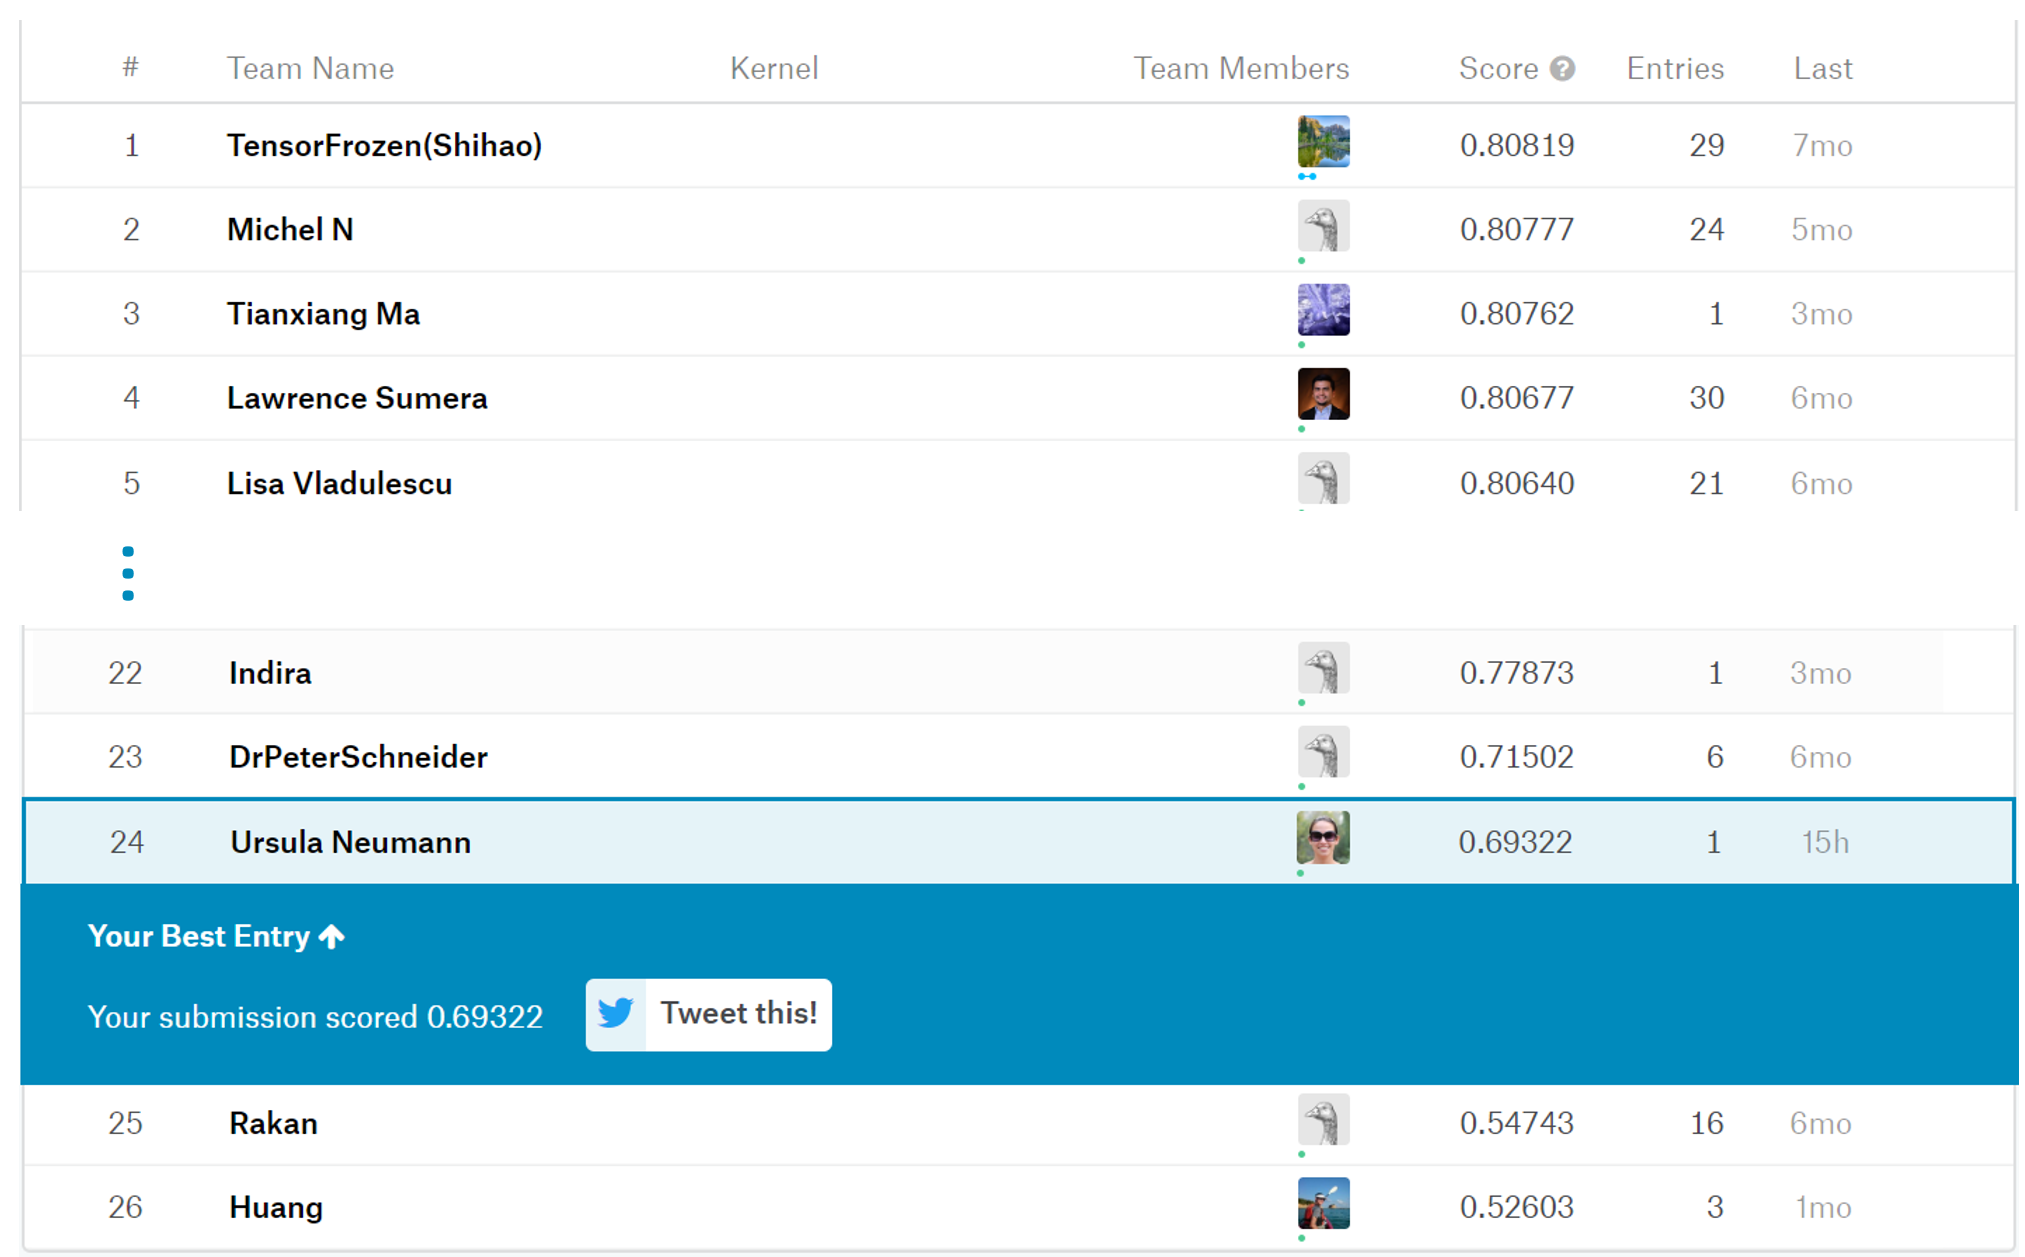 # Team Name Kernel Team Members Score ? Entries Last
1 TensorFrozen(Shihao) 0.80819 29 7mo
2 Michel N 0.80777 24 5mo
3 Tianxiang Ma 0.80762 1 3mo
4 Lawrence Sumera 0.80677 30 6mo
5 Lisa Vladulescu 0.80640 21 6mo
22 Indira 0.77873 1 3mo
23 DrPeterSchneider 0.71502 6 6mo
24 Ursula Neumann 0.69322 1 15h
Your Best Entry
Your submission scored 0.69322 Tweet this!
25 Rakan 0.54743 16 6mo
26 Huang 0.52603 3 1mo